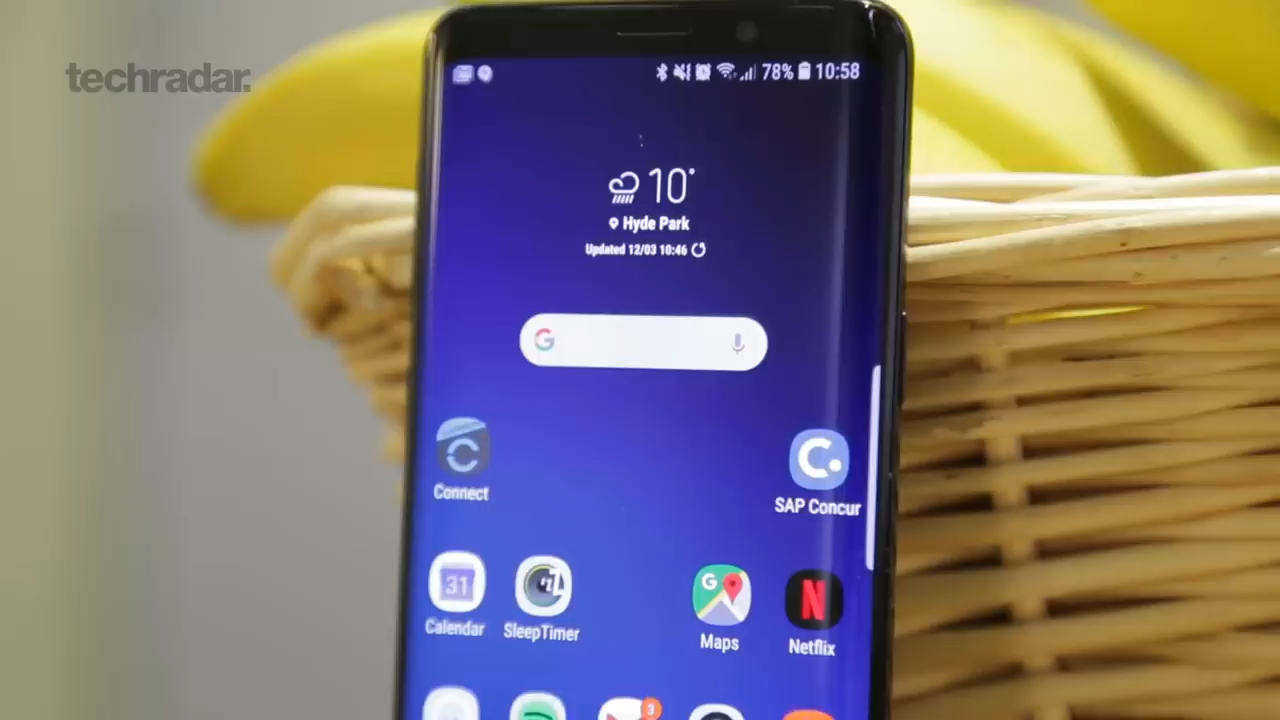 techradar.
78% 10:58
10°
Hyde Park
Updated 12/03 10:46
G
Connect
SAP Concur
31
G
N
Calendar
SleepTimer
Maps
Netflix
3